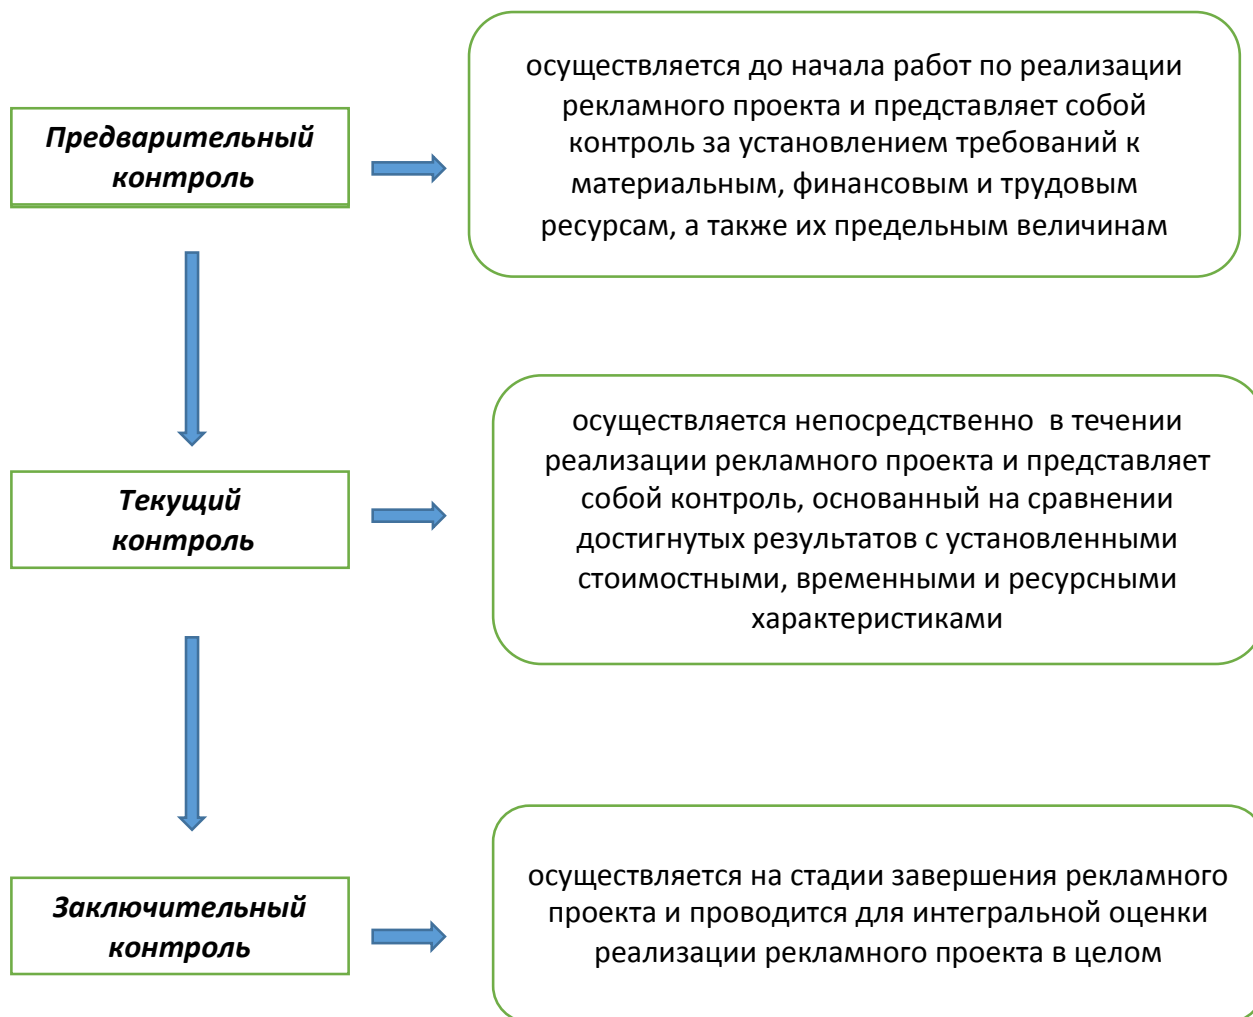 Предварительный
контроль
осуществляется до начала работ по реализации
рекламного проекта и представляет собой
контроль за установлением требований к
материальным, финансовым и трудовым
ресурсам, а также их предельным величинам
Текущий
контроль
осуществляется непосредственно  в течении
реализации рекламного проекта и представляет
собой контроль, основанный на сравнении
достигнутых результатов с установленными
стоимостными, временными и ресурсными
характеристиками
Заключительный
контроль
осуществляется на стадии завершения рекламного
проекта и проводится для интегральной оценки
реализации рекламного проекта в целом